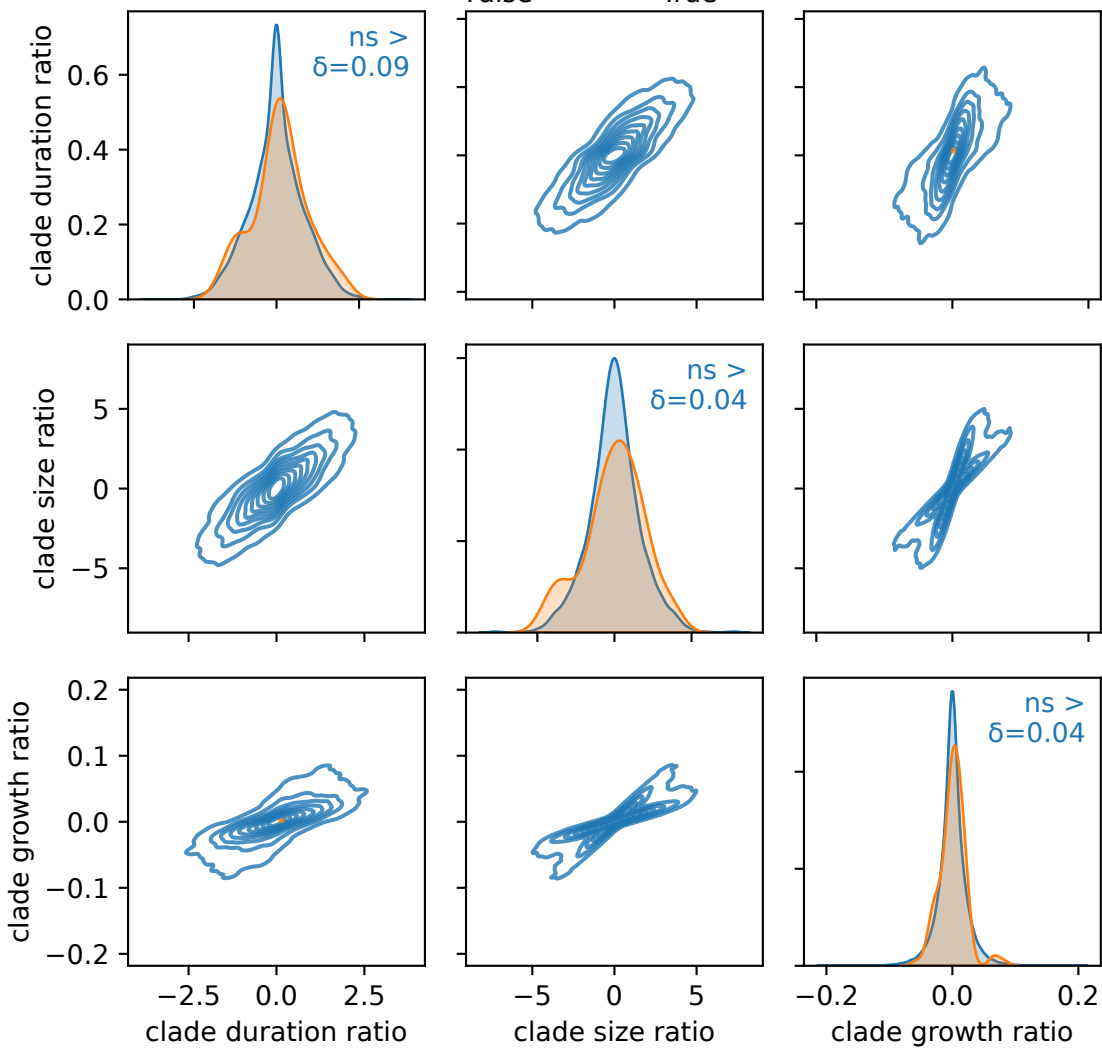 clade duration ratio
0.6
0.4
0.2
0.0
ns >
δ=0.09
clade size ratio
5
0
−5
ns >
δ=0.04
clade growth ratio
0.2
0.1
0.0
−0.1
−0.2
ns >
δ=0.04
−2.5 0.0 2.5
−5 0 5
−0.2 0.0 0.2
clade duration ratio
clade size ratio
clade growth ratio